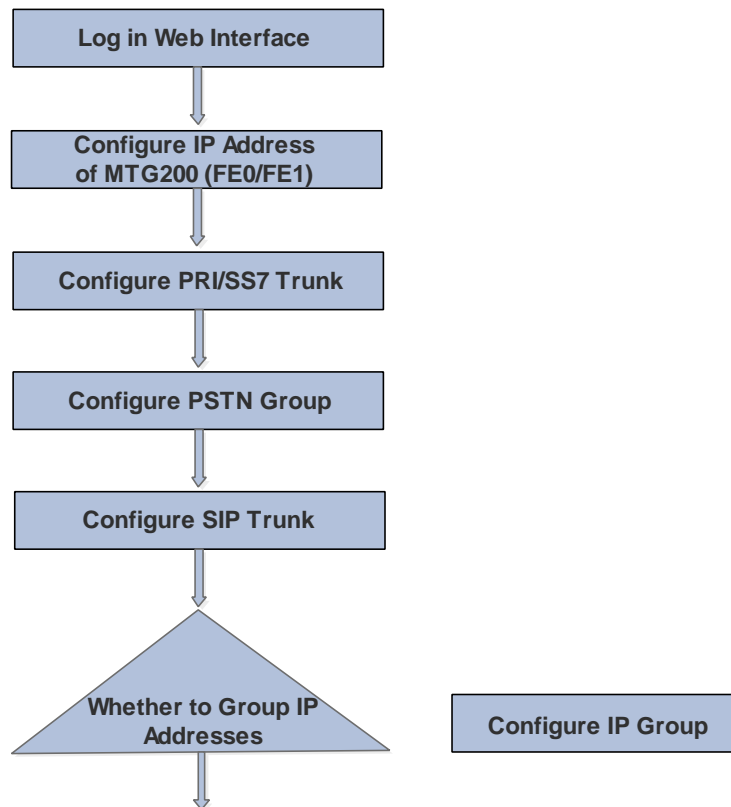 Log in Web Interface
Configure IP Address
of MTG200 (FE0/FE1)
Configure PRI/SS7 Trunk
Configure PSTN Group
Configure SIP Trunk
Whether to Group IP
Addresses
Configure IP Group